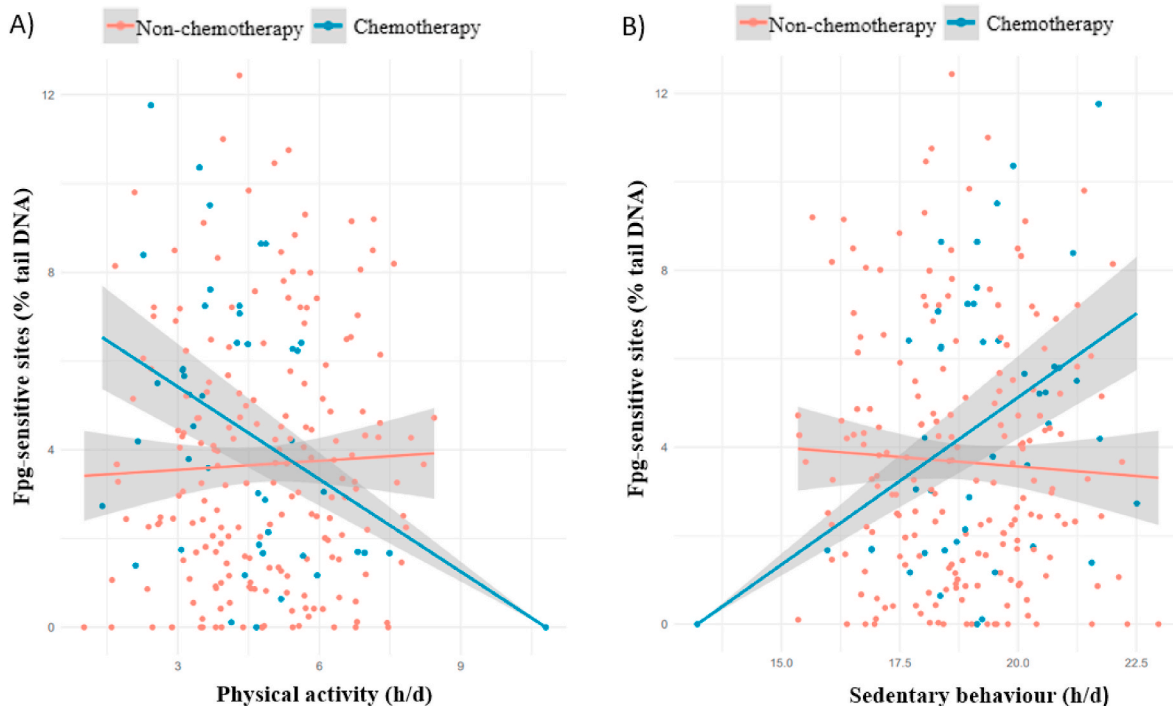 A)
Non-chemotherapy Chemotherapy
Fpg-sensitive sites (% tail DNA)
12
8
4
0
3 6 9
Physical activity (h/d)
B)
Non-chemotherapy Chemotherapy
Fpg-sensitive sites (% tail DNA)
12
8
4
0
15.0 17.5 20.0 22.5
Sedentary behaviour (h/d)